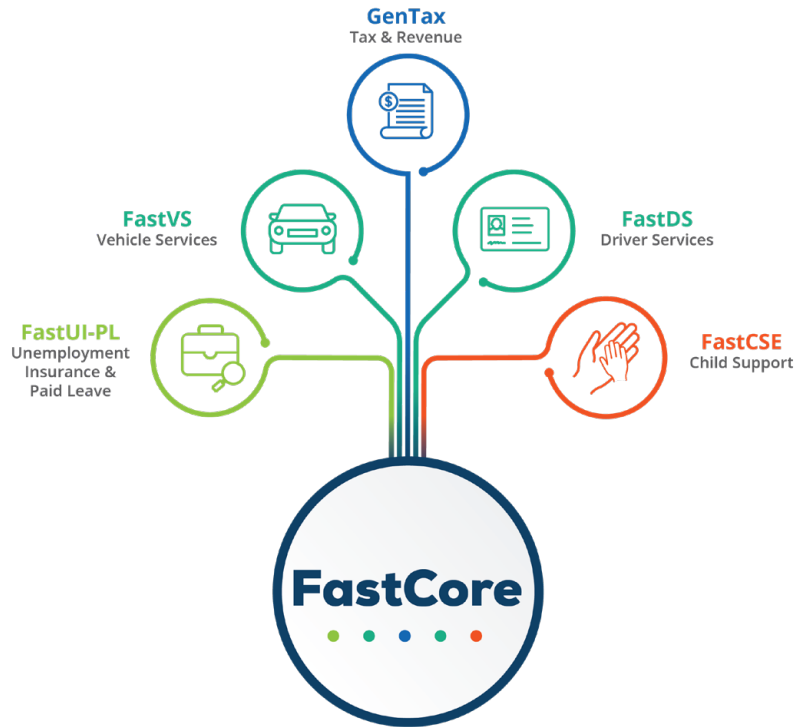 GenTax
Tax & Revenue
FastVS
Vehicle Services
FastDS
Driver Services
FastUI-PL
Unemployment
Insurance &
Paid Leave
FastCSE
Child Support
$
FastCore